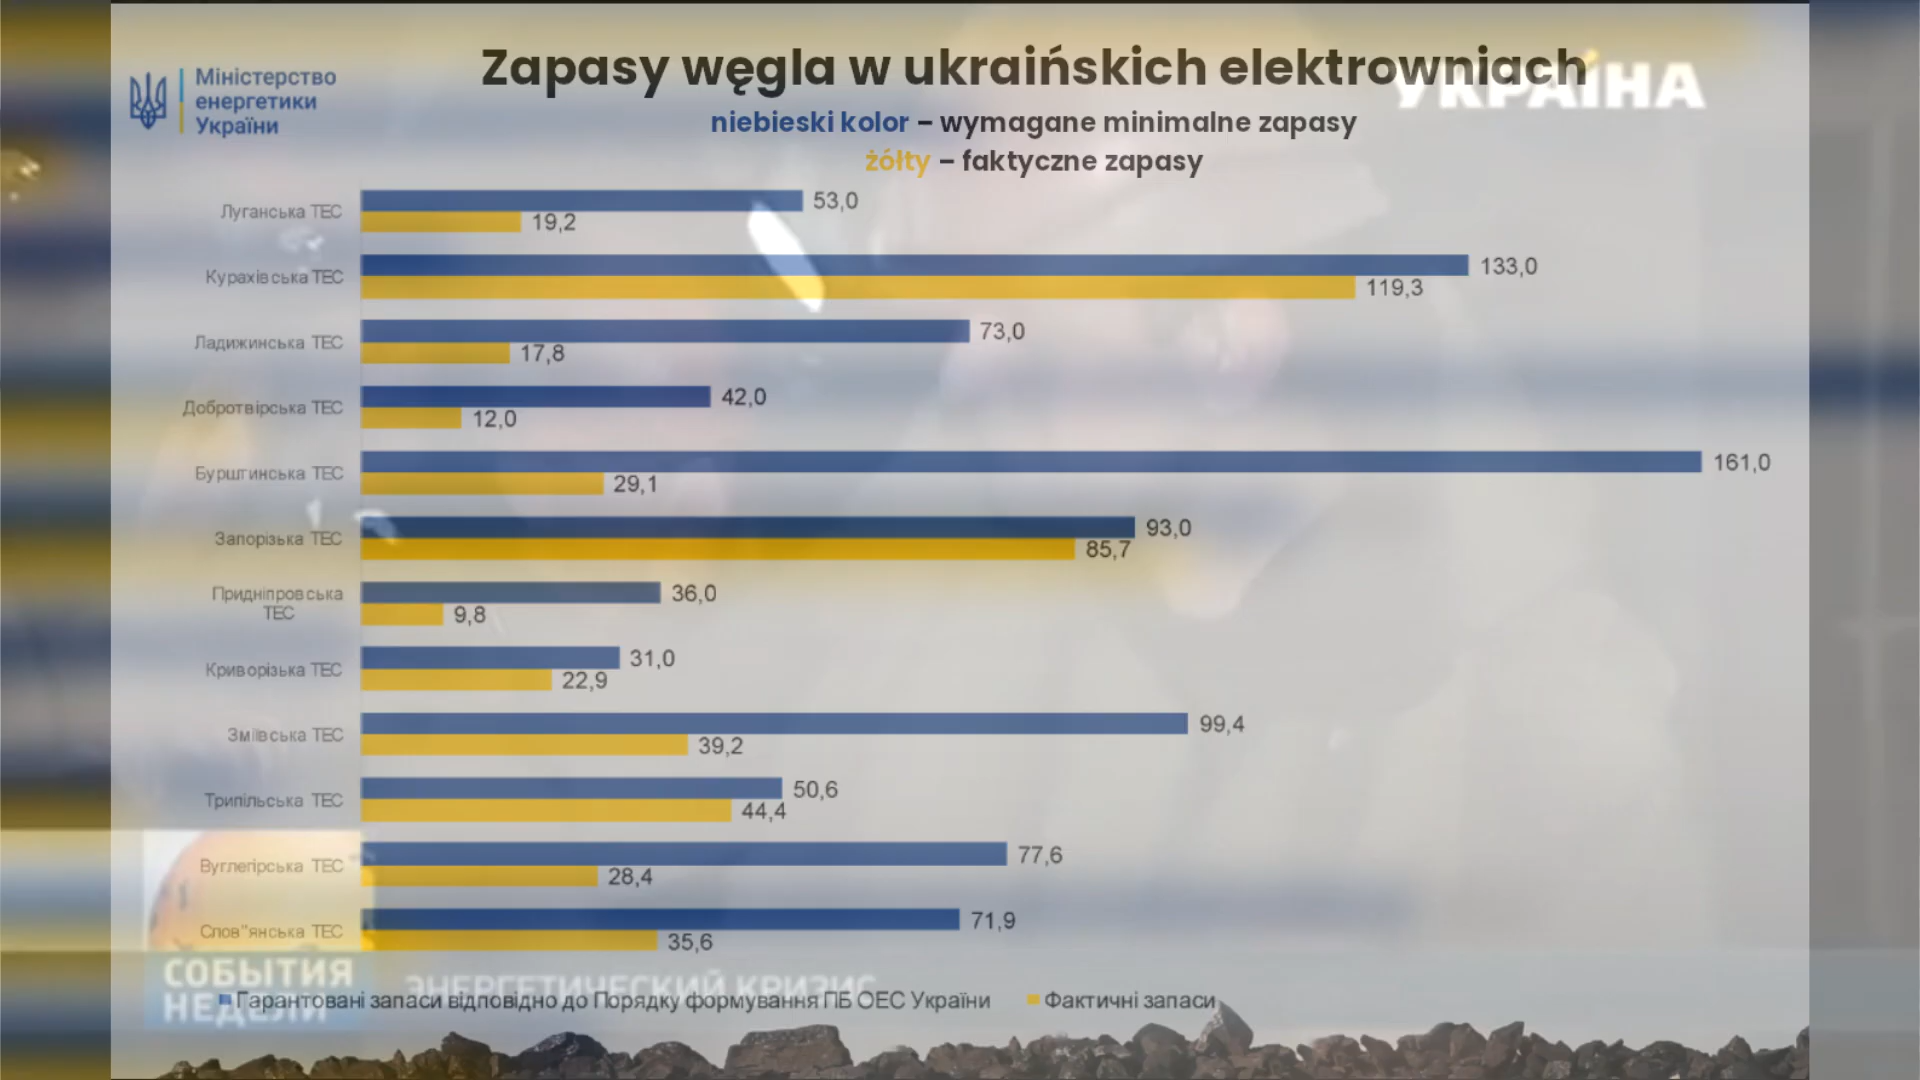 Zapasy węgla w ukraińskich elektrowniach
УКРАЇНА
Міністерство
енергетики
України
niebieski kolor – wymagane minimalne zapasy
żółty – faktyczne zapasy
Луганська ТЕС
53,0
19,2
Курахівська ТЕС
133,0
119,3
Ладижинська ТЕС
73,0
17,8
Добротвірська ТЕС
42,0
12,0
Бурштинська ТЕС
161,0
29,1
Запорізька ТЕС
93,0
85,7
Придніпровська
ТЕС
36,0
9,8
Криворізька ТЕС
31,0
22,9
Зміївська ТЕС
99,4
39,2
Трипільська ТЕС
50,6
44,4
Вуглегірська ТЕС
77,6
28,4
Слов"янська ТЕС
71,9
35,6
СОБЫТИЯ
НЕДЕЛИ
ЭНЕРГЕТИЧЕСКИЙ КРИЗИС
Гарантовані запаси відповідно до Порядку формування ПБ ОЕС України
Фактичні запаси